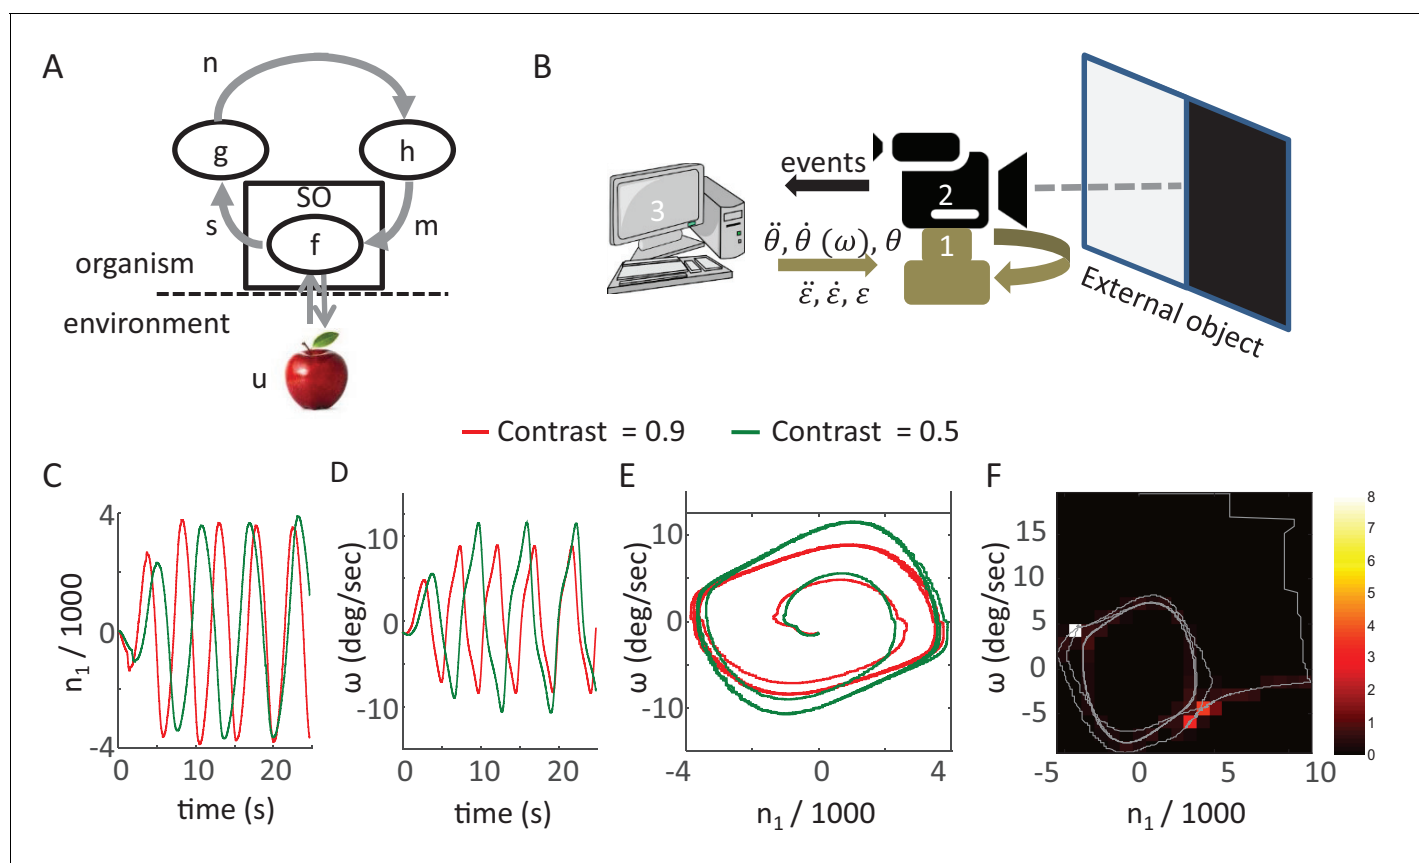 A
n
g
h
SO
s
f
m
organism
environment
u
B
events
3
2
1
θ̈, θ̇ (ω), θ
ε̈, ε̇, ε
External object
Contrast = 0.9
Contrast = 0.5
C
n₁ / 1000
4
0
-4
0
10
20
time (s)
D
ω (deg/sec)
10
0
-10
0
10
20
time (s)
E
ω (deg/sec)
10
0
-10
-4
0
4
n₁ / 1000
F
ω (deg/sec)
15
10
5
0
-5
-5
0
5
10
n₁ / 1000
8
7
6
5
4
3
2
1
0